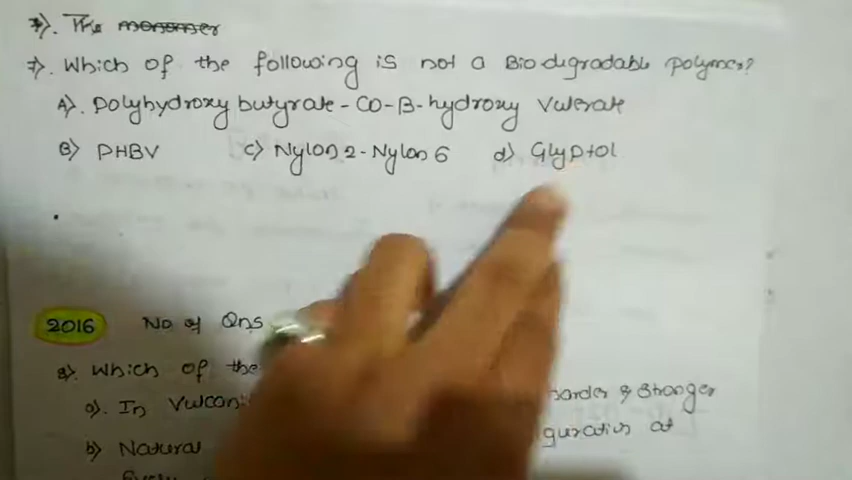 7). The monomer
7). Which of the following is not a Biodegradable polymer?
A). Polyhydroxy butyrate-CO-B-hydroxy Valerate
B) PHBV c) Nylon 2-Nylon 6 d) Glyptol
2016 No of Qns
8). Which of the
a). In Vulcani
harder & Stronger
b) Natural
guration at